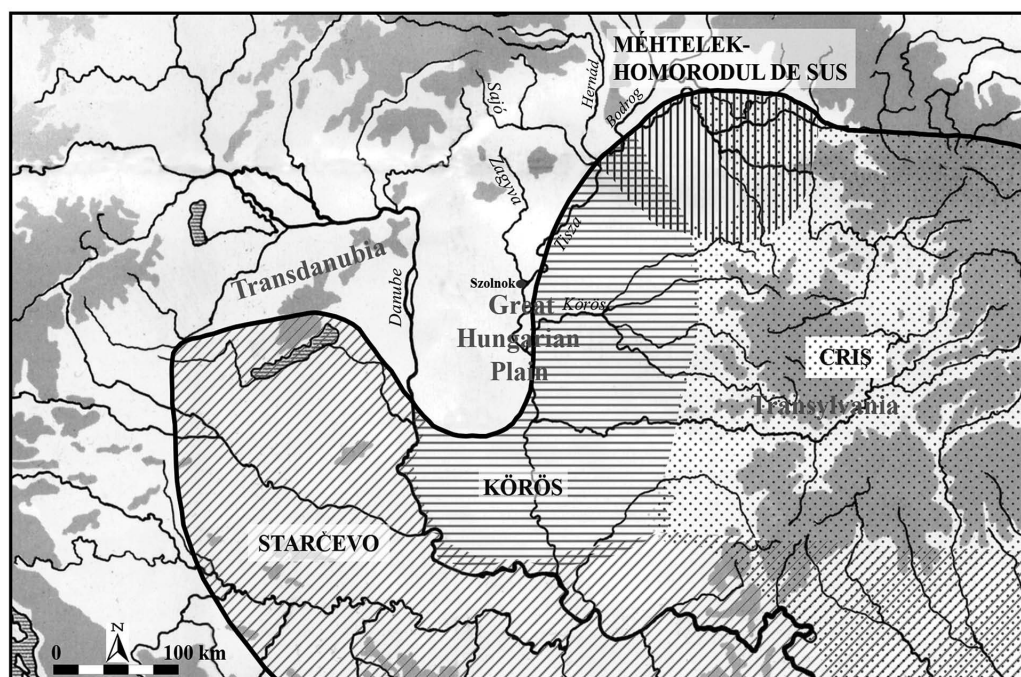 MÉHTELEK-
HOMORODUL DE SUS
Hernád
Sajó
Bodrog
Zagyva
Tisza
Transdanubia
Danube
Szolnok
Great
Hungarian
Plain
Körös
CRIS
Transylvania
KÖRÖS
STARČEVO
N
0 100 km